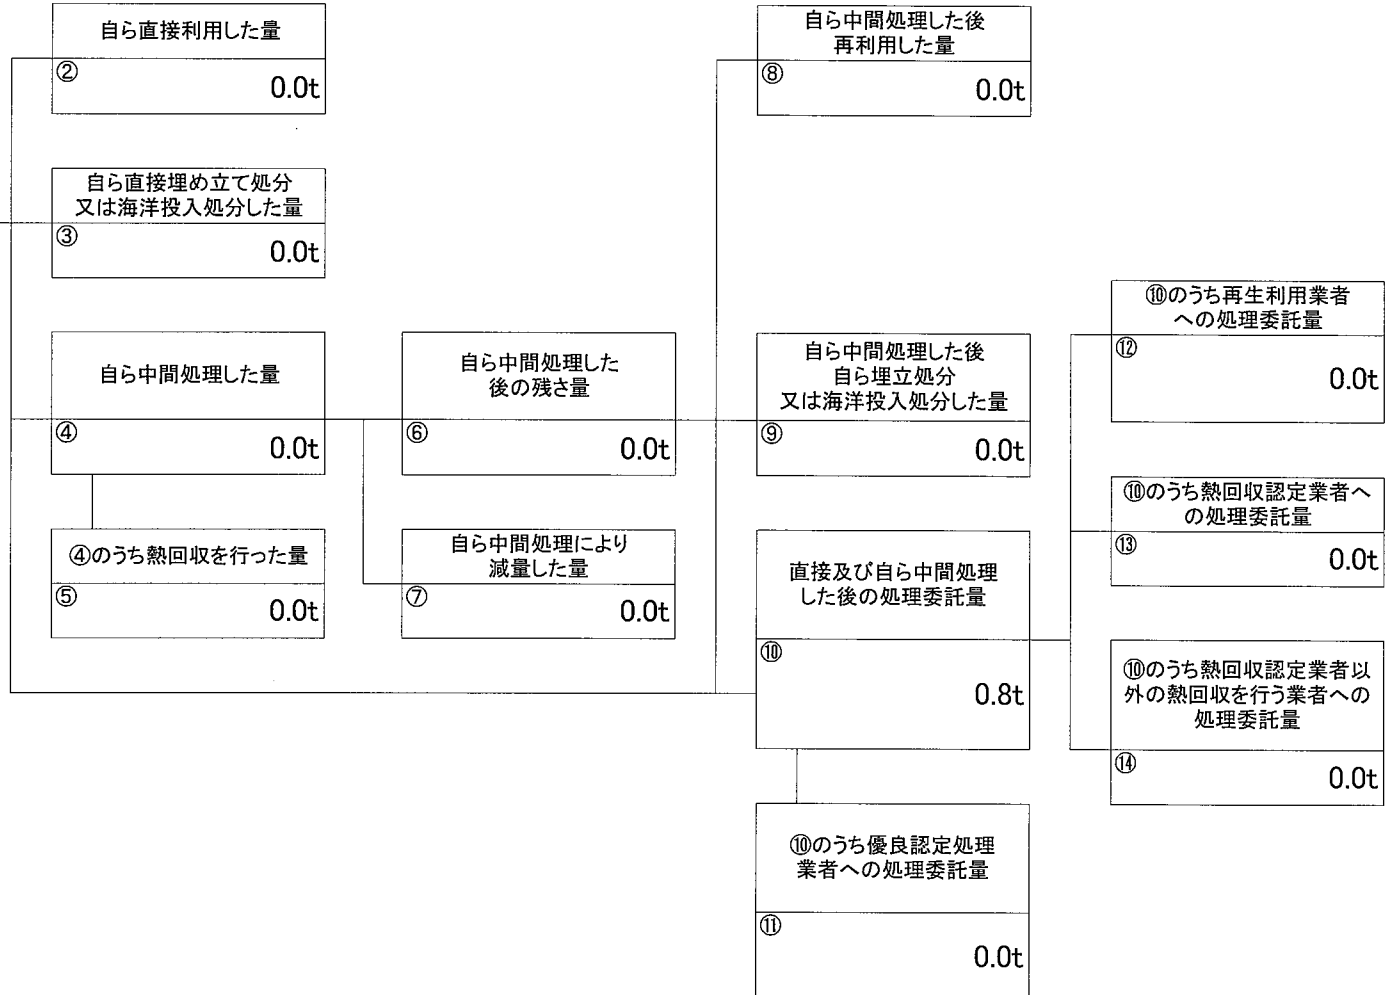 自ら直接利用した量
②
0.0t
自ら直接埋め立て処分
又は海洋投入処分した量
③
0.0t
自ら中間処理した量
④
0.0t
④のうち熱回収を行った量
⑤
0.0t
自ら中間処理した
後の残さ量
⑥
0.0t
自ら中間処理により
減量した量
⑦
0.0t
自ら中間処理した後
再利用した量
⑧
0.0t
自ら中間処理した後
自ら埋立処分
又は海洋投入処分した量
⑨
0.0t
直接及び自ら中間処理
した後の処理委託量
⑩
0.8t
⑩のうち優良認定処理
業者への処理委託量
⑪
0.0t
⑩のうち再生利用業者
への処理委託量
⑫
0.0t
⑩のうち熱回収認定業者へ
の処理委託量
⑬
0.0t
⑩のうち熱回収認定業者以
外の熱回収を行う業者への
処理委託量
⑭
0.0t